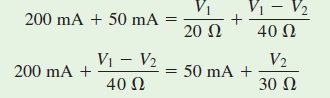 200 mA + 50 mA = V₁/20 Ω + V₁ − V₂/40 Ω
200 mA + V₁ − V₂/40 Ω = 50 mA + V₂/30 Ω